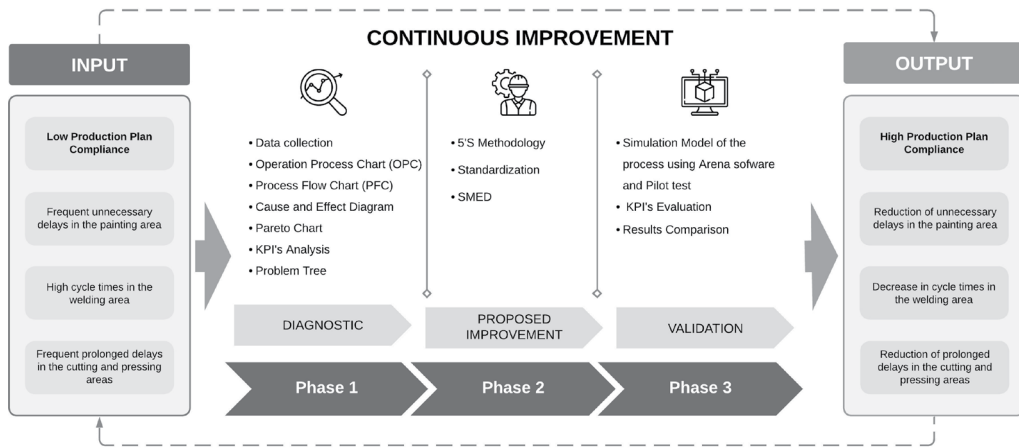 CONTINUOUS IMPROVEMENT
INPUT
Low Production Plan
Compliance
Frequent unnecessary
delays in the painting area
High cycle times in the
welding area
Frequent prolonged delays
in the cutting and pressing
areas
• Data collection
• Operation Process Chart (OPC)
• Process Flow Chart (PFC)
• Cause and Effect Diagram
• Pareto Chart
• KPI's Analysis
• Problem Tree
DIAGNOSTIC
Phase 1
• 5'S Methodology
• Standardization
• SMED
PROPOSED
IMPROVEMENT
Phase 2
• Simulation Model of the
process using Arena sofware
and Pilot test
• KPI's Evaluation
• Results Comparison
VALIDATION
Phase 3
OUTPUT
High Production Plan
Compliance
Reduction of unnecessary
delays in the painting area
Decrease in cycle times in
the welding area
Reduction of prolonged
delays in the cutting and
pressing areas